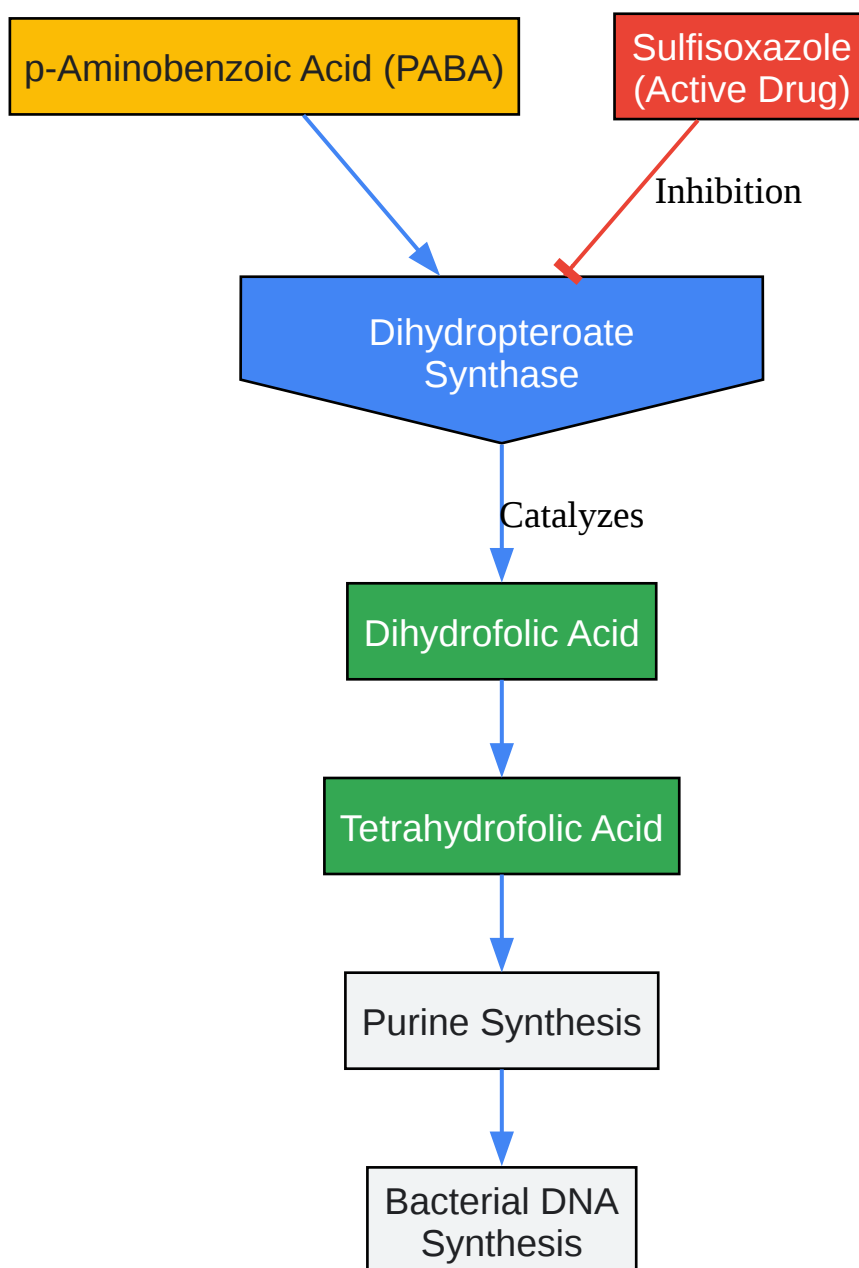 p-Aminobenzoic Acid (PABA)
Sulfisoxazole
(Active Drug)
Inhibition
Dihydropteroate
Synthase
Catalyzes
Dihydrofolic Acid
Tetrahydrofolic Acid
Purine Synthesis
Bacterial DNA
Synthesis